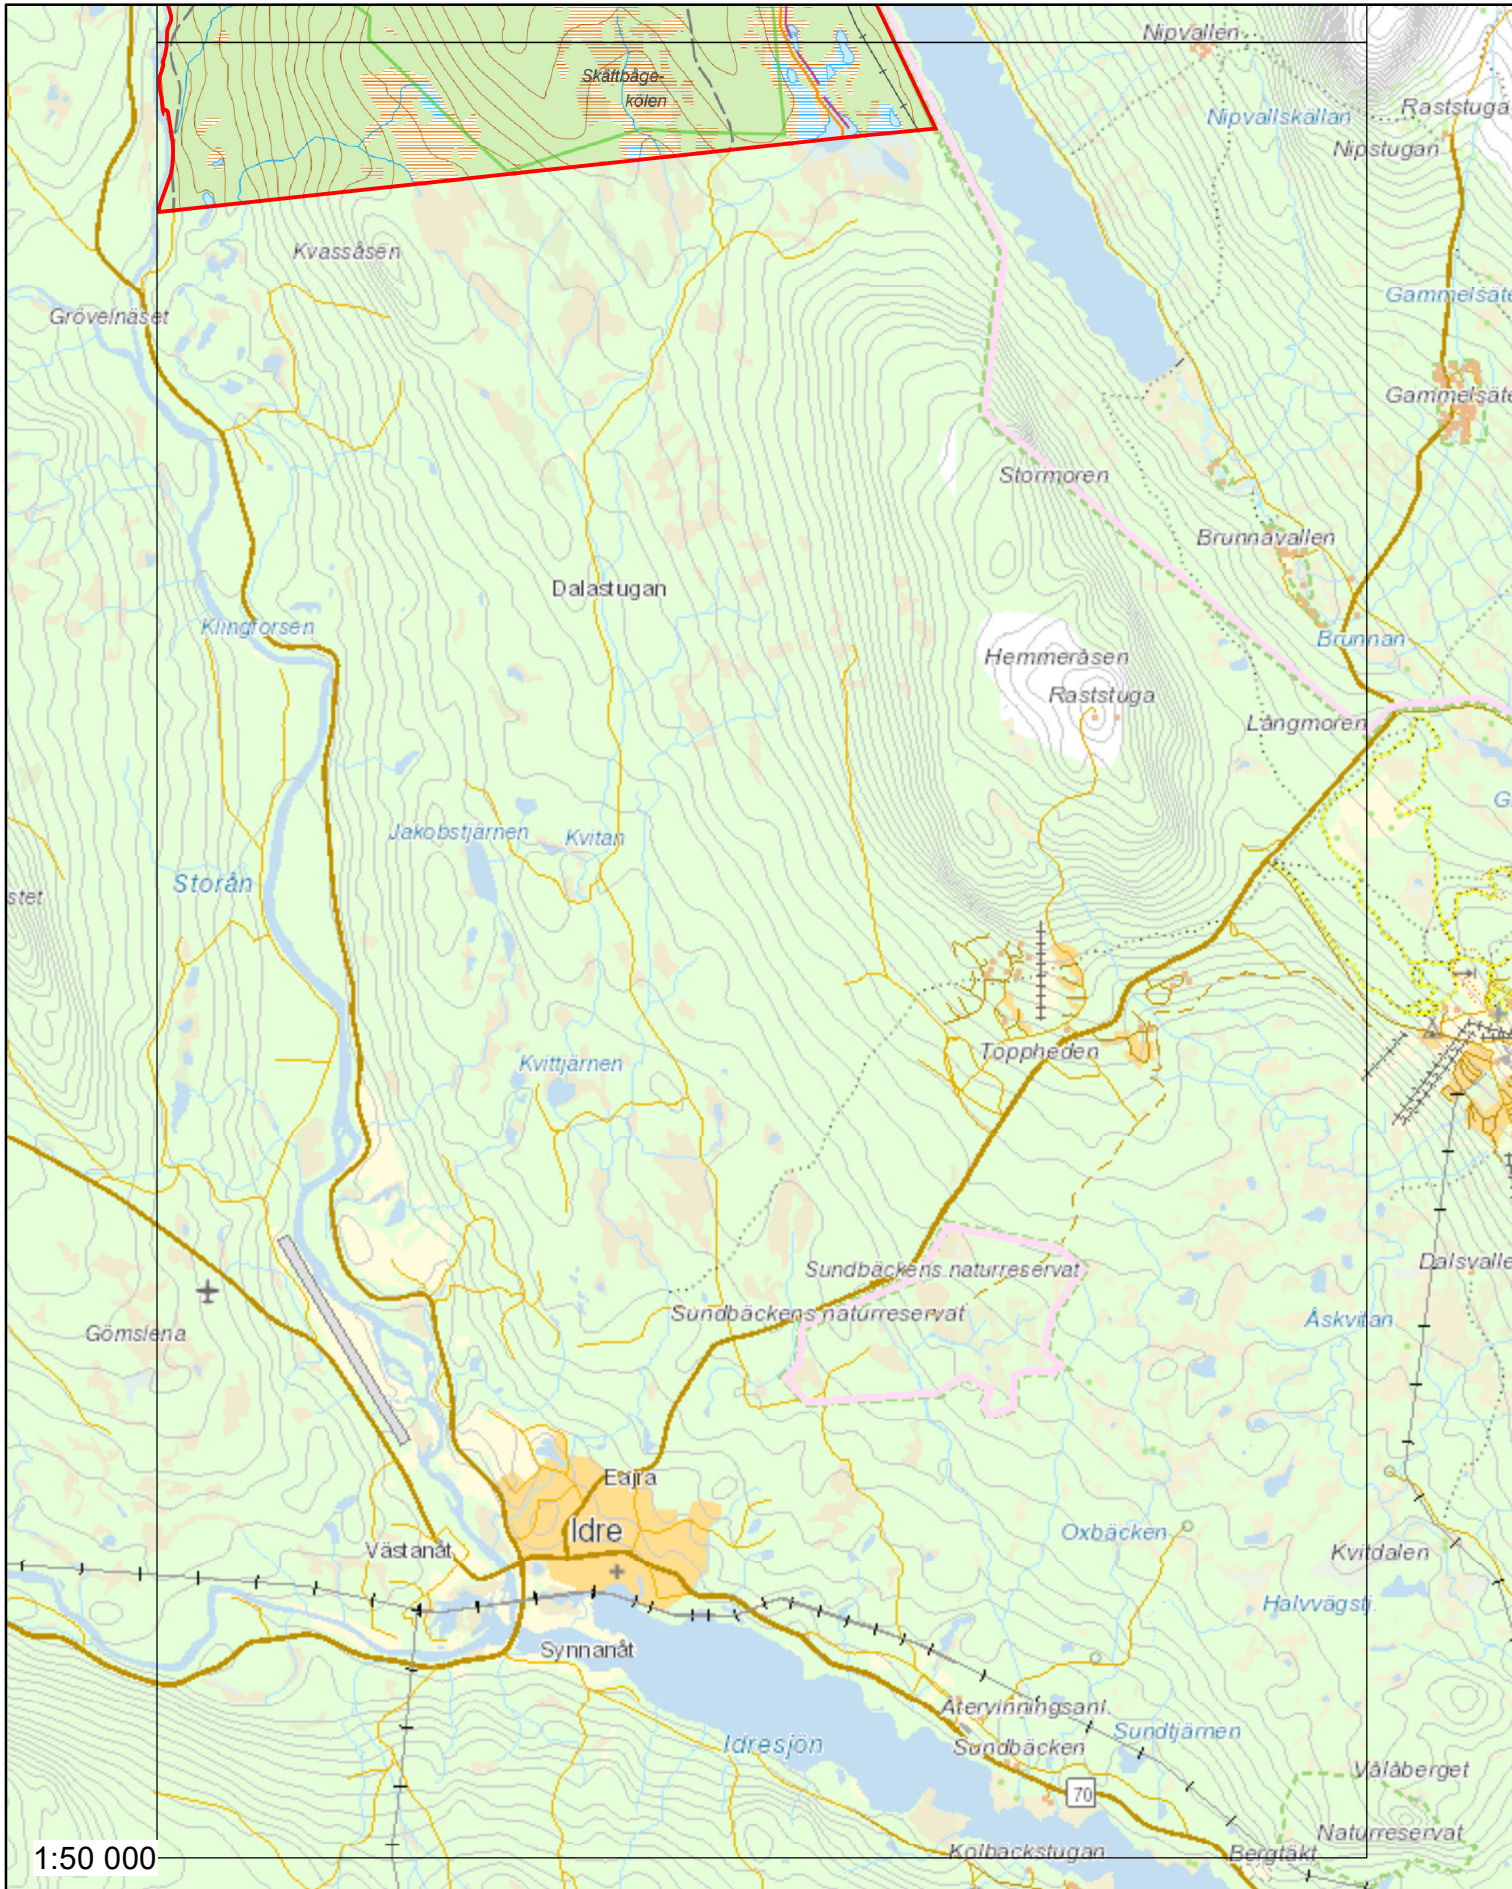 Nipvallen
Skättbåge-
kölen
Raststuga
Nipvallskällan
Nipstugan
Kvassåsen
Gammelsäte
Grövelnäset
Gammelsäte
Stormoren
Brunnavallen
Dalastugan
Klingforsen
Brunnan
Hemmeråsen
Raststuga
Långmoren
G
Jakobstjärnen
Kvitan
Storån
stet
Toppheden
Kvittjärnen
Dalsvalle
Sundbäckens naturreservat
Sundbäckens naturreservat
Åskvitan
Gömslena
Eajra
Idre
Oxbäcken
Västanåt
Kvitdalen
Halvvägstj.
Synnanåt
Återvinningsanl.
Sundtjärnen
Idresjön
Sundbäcken
Vålåberget
70
Naturreservat
Kolbäckstugan
Bergtäkt
1:50 000